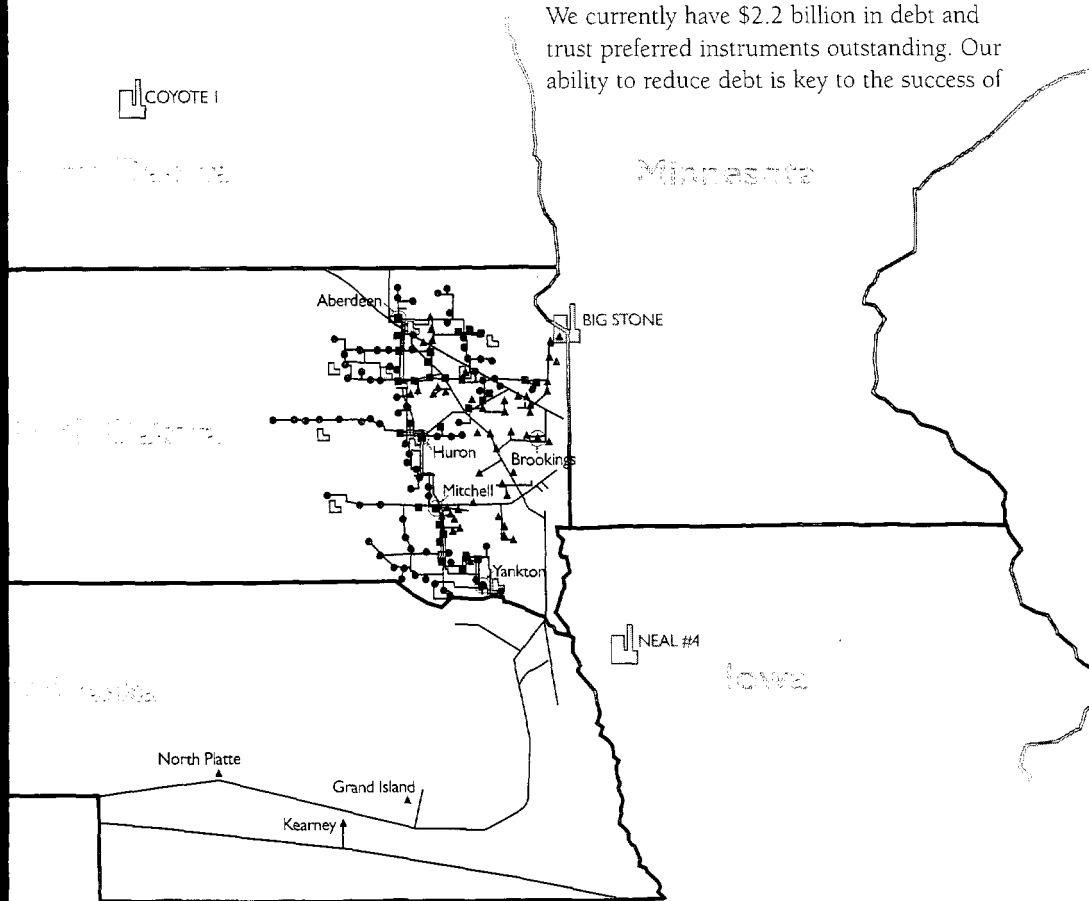 We currently have $2.2 billion in debt and
trust preferred instruments outstanding. Our
ability to reduce debt is key to the success of
COYOTE I
Minnesota
Aberdeen
BIG STONE
Huron
Brookings
Mitchell
Yankton
NEAL #4
Iowa
North Platte
Grand Island
Kearney